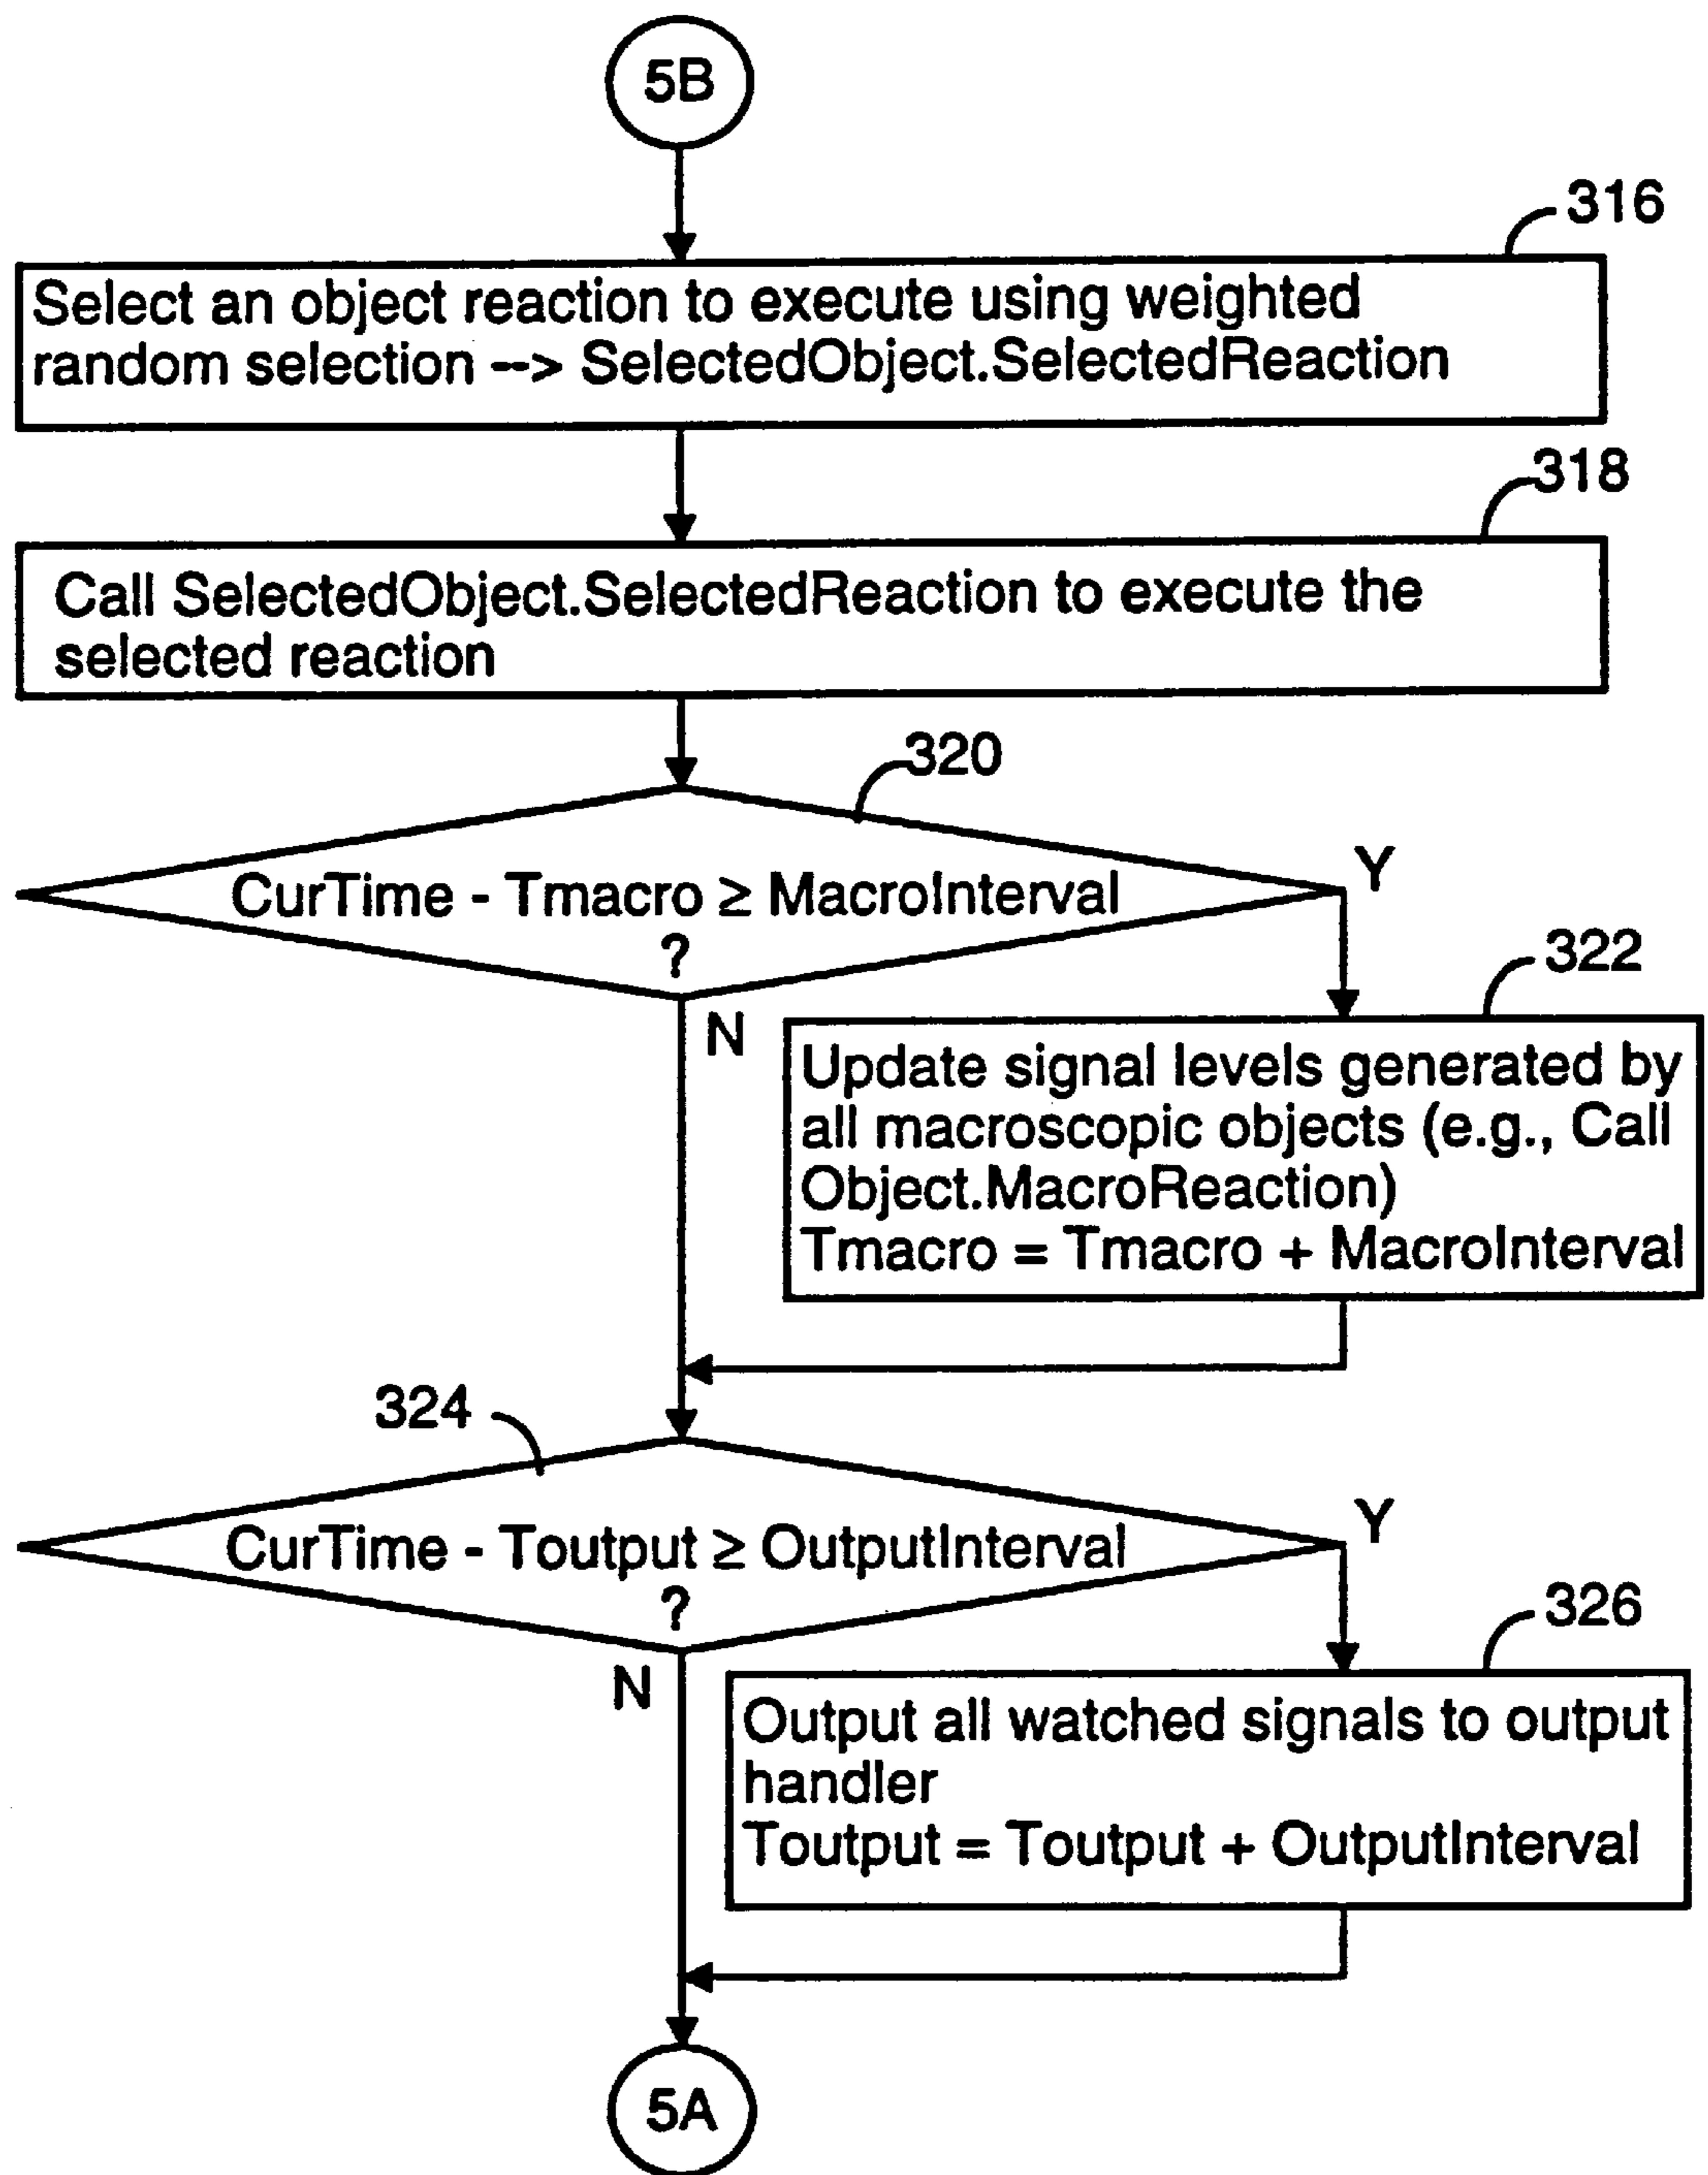 5B
316
Select an object reaction to execute using weighted
random selection --> SelectedObject.SelectedReaction
318
Call SelectedObject.SelectedReaction to execute the
selected reaction
320
CurTime - Tmacro ≥ MacroInterval
?
Y
N
322
Update signal levels generated by
all macroscopic objects (e.g., Call
Object.MacroReaction)
Tmacro = Tmacro + MacroInterval
324
CurTime - Toutput ≥ OutputInterval
?
Y
N
326
Output all watched signals to output
handler
Toutput = Toutput + OutputInterval
5A